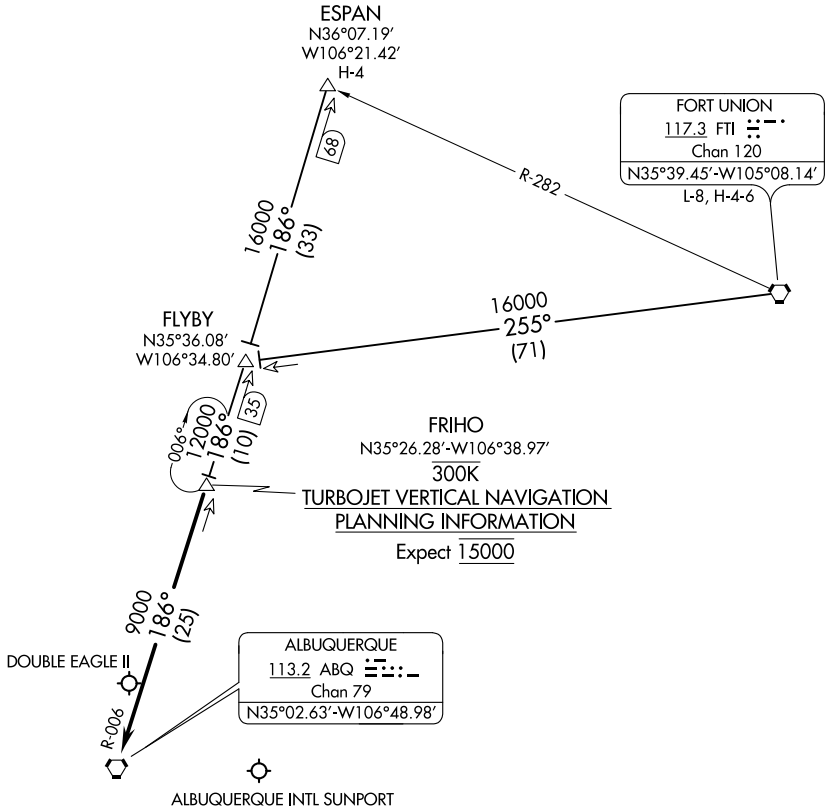 ESPAN
N36°07.19'
W106°21.42'
H-4
68
16000
186°
(33)
R-282
FORT UNION
117.3 FTI
Chan 120
N35°39.45'-W105°08.14'
L-8, H-4-6
16000
255°
(71)
FLYBY
N35°36.08'
W106°34.80'
35
006°
12000
186°
(10)
FRIHO
N35°26.28'-W106°38.97'
300K
TURBOJET VERTICAL NAVIGATION
PLANNING INFORMATION
Expect 15000
9000
186°
(25)
DOUBLE EAGLE II
R-006
ALBUQUERQUE
113.2 ABQ
Chan 79
N35°02.63'-W106°48.98'
ALBUQUERQUE INTL SUNPORT